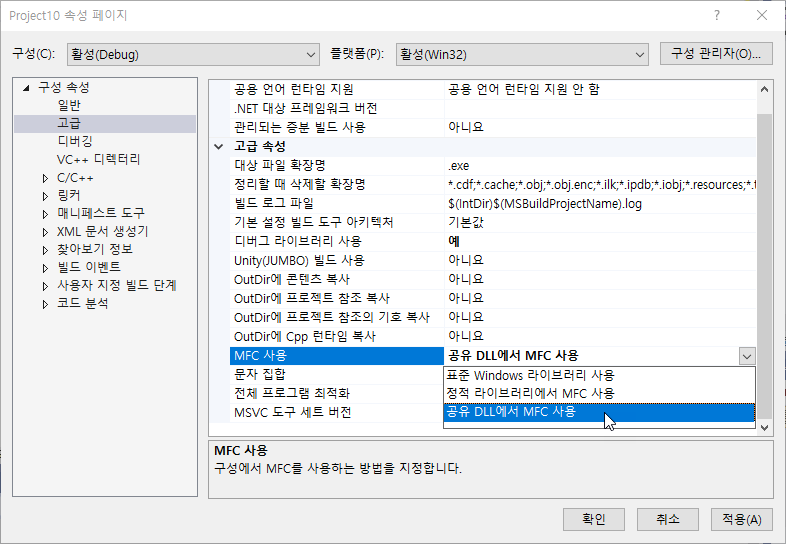 Project10 속성 페이지
구성(C): 활성(Debug) 플랫폼(P): 활성(Win32) 구성 관리자(O)...
구성 속성
일반
고급
디버깅
VC++ 디렉터리
C/C++
링커
매니페스트 도구
XML 문서 생성기
찾아보기 정보
빌드 이벤트
사용자 지정 빌드 단계
코드 분석
공용 언어 런타임 지원 공용 언어 런타임 지원 안 함
.NET 대상 프레임워크 버전
관리되는 증분 빌드 사용 아니요
고급 속성
대상 파일 확장명 .exe
정리할 때 삭제할 확장명 *.cdf;*.cache;*.obj;*.obj.enc;*.ilk;*.ipdb;*.iobj;*.resources;*.t
빌드 로그 파일 $(IntDir)$(MSBuildProjectName).log
기본 설정 빌드 도구 아키텍처 기본값
디버그 라이브러리 사용 예
Unity(JUMBO) 빌드 사용 아니요
OutDir에 콘텐츠 복사 아니요
OutDir에 프로젝트 참조 복사 아니요
OutDir에 프로젝트 참조의 기호 복사 아니요
OutDir에 Cpp 런타임 복사 아니요
MFC 사용 공유 DLL에서 MFC 사용
문자 집합 표준 Windows 라이브러리 사용
전체 프로그램 최적화 정적 라이브러리에서 MFC 사용
MSVC 도구 세트 버전 공유 DLL에서 MFC 사용
MFC 사용
구성에서 MFC를 사용하는 방법을 지정합니다.
확인 취소 적용(A)